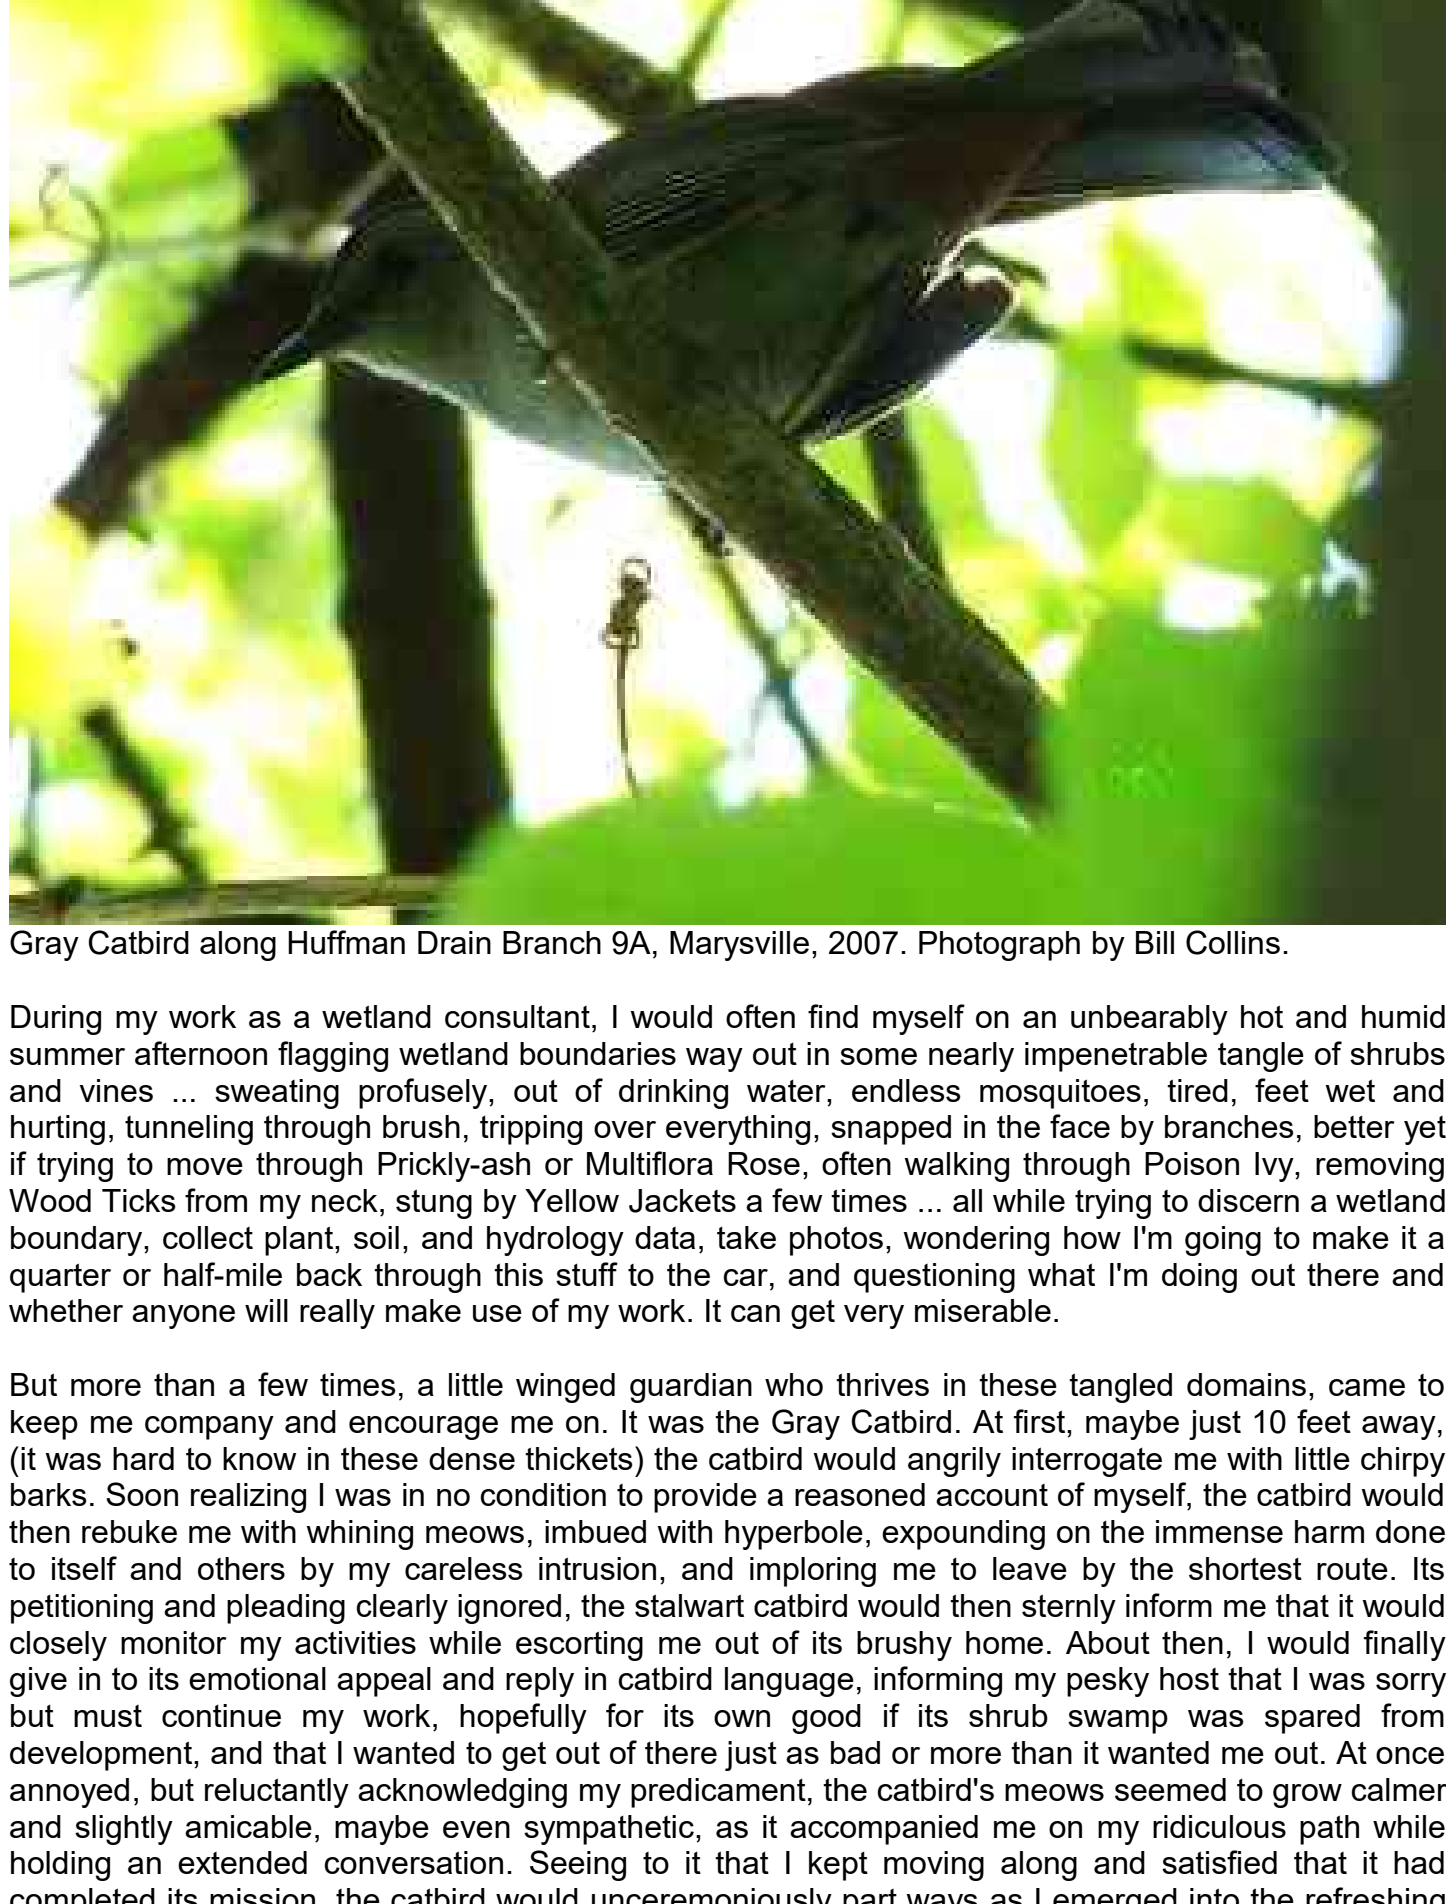 Gray Catbird along Huffman Drain Branch 9A, Marysville, 2007. Photograph by Bill Collins.
During my work as a wetland consultant, I would often find myself on an unbearably hot and humid
summer afternoon flagging wetland boundaries way out in some nearly impenetrable tangle of shrubs
and vines ... sweating profusely, out of drinking water, endless mosquitoes, tired, feet wet and
hurting, tunneling through brush, tripping over everything, snapped in the face by branches, better yet
if trying to move through Prickly-ash or Multiflora Rose, often walking through Poison Ivy, removing
Wood Ticks from my neck, stung by Yellow Jackets a few times ... all while trying to discern a wetland
boundary, collect plant, soil, and hydrology data, take photos, wondering how I'm going to make it a
quarter or half-mile back through this stuff to the car, and questioning what I'm doing out there and
whether anyone will really make use of my work. It can get very miserable.
But more than a few times, a little winged guardian who thrives in these tangled domains, came to
keep me company and encourage me on. It was the Gray Catbird. At first, maybe just 10 feet away,
(it was hard to know in these dense thickets) the catbird would angrily interrogate me with little chirpy
barks. Soon realizing I was in no condition to provide a reasoned account of myself, the catbird would
then rebuke me with whining meows, imbued with hyperbole, expounding on the immense harm done
to itself and others by my careless intrusion, and imploring me to leave by the shortest route. Its
petitioning and pleading clearly ignored, the stalwart catbird would then sternly inform me that it would
closely monitor my activities while escorting me out of its brushy home. About then, I would finally
give in to its emotional appeal and reply in catbird language, informing my pesky host that I was sorry
but must continue my work, hopefully for its own good if its shrub swamp was spared from
development, and that I wanted to get out of there just as bad or more than it wanted me out. At once
annoyed, but reluctantly acknowledging my predicament, the catbird's meows seemed to grow calmer
and slightly amicable, maybe even sympathetic, as it accompanied me on my ridiculous path while
holding an extended conversation. Seeing to it that I kept moving along and satisfied that it had
completed its mission, the catbird would unceremoniously part ways as I emerged into the refreshing